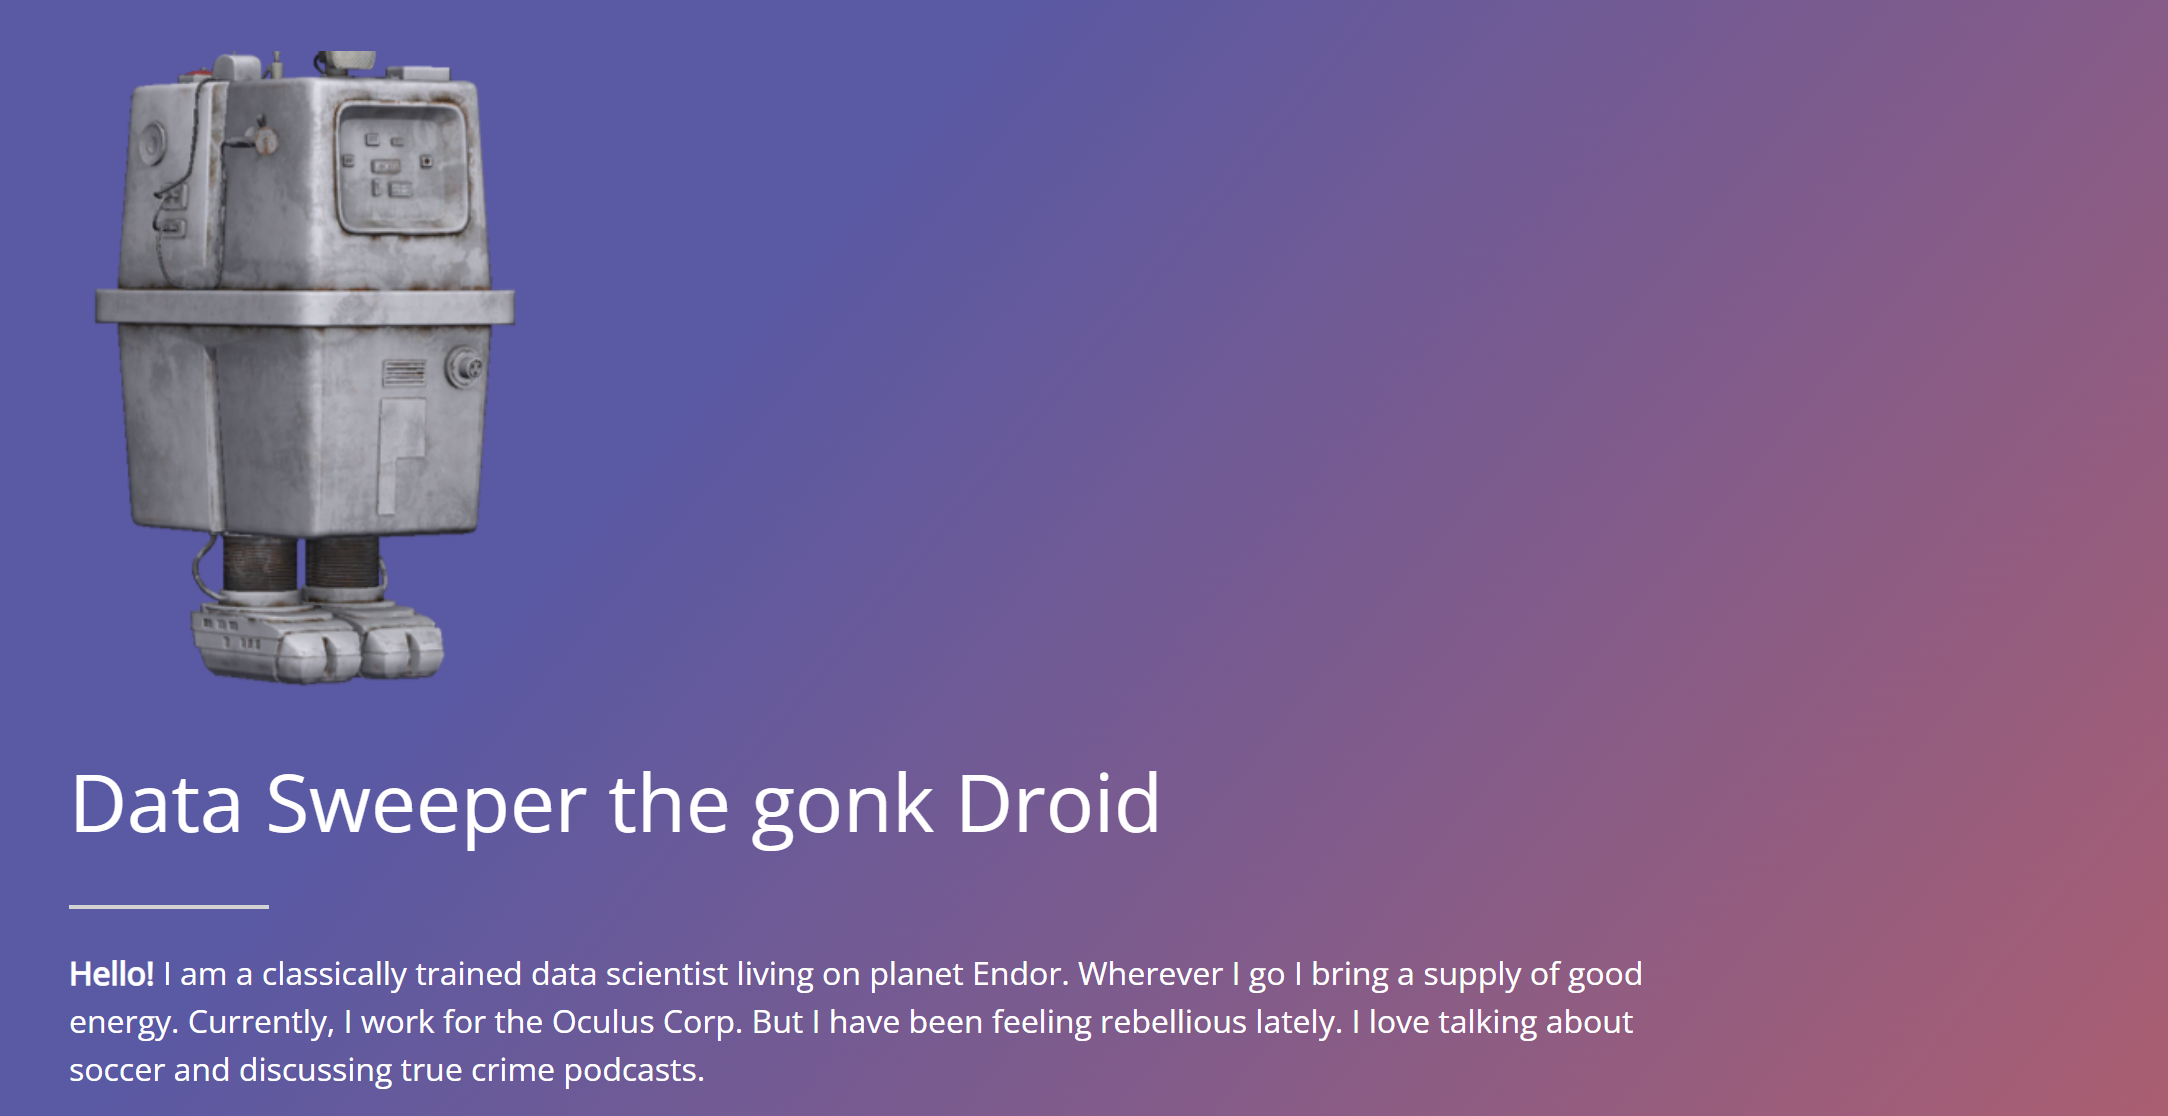 Data Sweeper the gonk Droid
Hello! I am a classically trained data scientist living on planet Endor. Wherever I go I bring a supply of good
energy. Currently, I work for the Oculus Corp. But I have been feeling rebellious lately. I love talking about
soccer and discussing true crime podcasts.